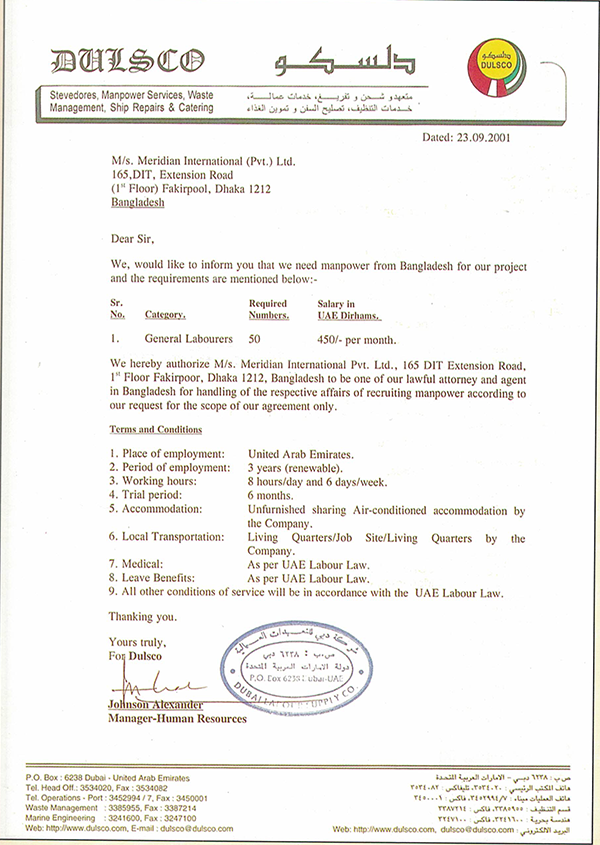 DULSCO دلسكو
دلسكو
DULSCO
Stevedores, Manpower Services, Waste
Management, Ship Repairs & Catering
متعهدو شحن و تفريغ، خدمات عمالية،
خدمات التنظيف، تصليح السفن و تموين الغذاء
Dated: 23.09.2001
M/s. Meridian International (Pvt.) Ltd.
165,DIT, Extension Road
(1st Floor) Fakirpool, Dhaka 1212
Bangladesh
Dear Sir,
We, would like to inform you that we need manpower from Bangladesh for our project
and the requirements are mentioned below:-
Sr. Required Salary in
No. Category. Numbers. UAE Dirhams.
1. General Labourers 50 450/- per month.
We hereby authorize M/s. Meridian International Pvt. Ltd., 165 DIT Extension Road,
1st Floor Fakirpoor, Dhaka 1212, Bangladesh to be one of our lawful attorney and agent
in Bangladesh for handling of the respective affairs of recruiting manpower according to
our request for the scope of our agreement only.
Terms and Conditions
1. Place of employment: United Arab Emirates.
2. Period of employment: 3 years (renewable).
3. Working hours: 8 hours/day and 6 days/week.
4. Trial period: 6 months.
5. Accommodation: Unfurnished sharing Air-conditioned accommodation by
the Company.
6. Local Transportation: Living Quarters/Job Site/Living Quarters by the
Company.
7. Medical: As per UAE Labour Law.
8. Leave Benefits: As per UAE Labour Law.
9. All other conditions of service will be in accordance with the UAE Labour Law.
Thanking you.
Yours truly,
For Dulsco
Johnson Alexander
Manager-Human Resources
شركة دبي للتعهدات العمالية
ص.ب : ٦٢٣٨ دبي
دولة الامارات العربية المتحدة
P.O. Box 6238 Dubai-UAE
DUBAI LABOUR SUPPLY CO.
P.O. Box : 6238 Dubai - United Arab Emirates
Tel. Head Off.: 3534020, Fax : 3534082
Tel. Operations - Port : 3452994 / 7, Fax : 3450001
Waste Management : 3385955, Fax : 3387214
Marine Engineering : 3241600, Fax : 3247100
Web: http://www.dulsco.com, E-mail : dulsco@dulsco.com
ص ب : ٦٢٣٨ دبـي - الامارات العربية المتحدة
هاتف المكتب الرئيسي : ٣٥٣٤٠٢٠، تليفاكس : ٣٥٣٤٠٨٢
هاتف العمليات ميناء : ٣٤٥٢٩٩٤/٧، فاكس : ٣٤٥٠٠٠١
قسم التنظيف : ٣٣٨٥٩٥٥، فاكس : ٣٣٨٧٢١٤
هندسة بحرية : ٣٢٤١٦٠٠، فاكس : ٣٢٤٧١٠٠
Web: http://www.dulsco.com, dulsco@dulsco.com : البريد الالكتروني